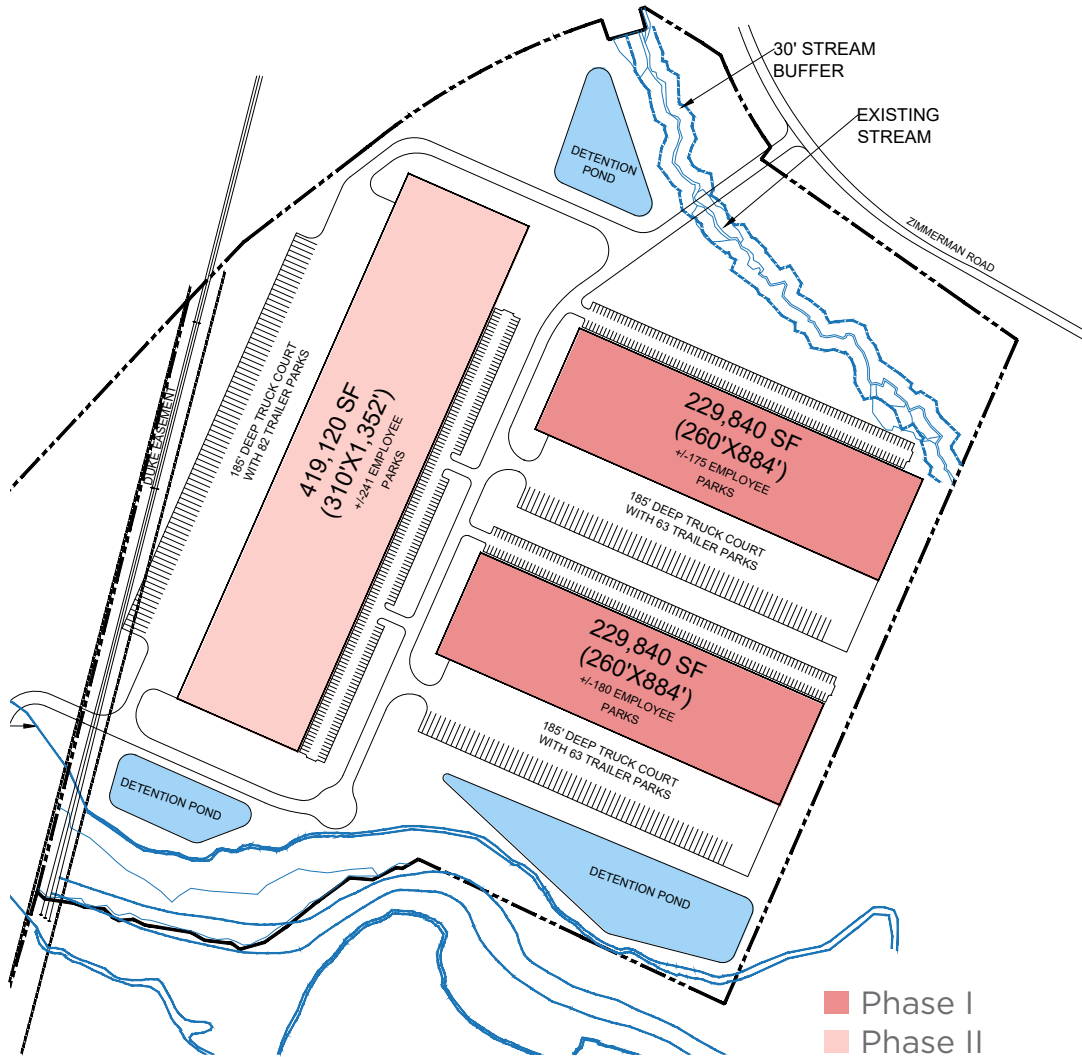 30' STREAM
BUFFER
EXISTING
STREAM
DETENTION
POND
ZIMMERMAN ROAD
DUKE EASEMENT
185' DEEP TRUCK COURT
WITH 82 TRAILER PARKS
419,120 SF
(310'X1,352')
+/-241 EMPLOYEE
PARKS
229,840 SF
(260'X884')
+/-175 EMPLOYEE
PARKS
185' DEEP TRUCK COURT
WITH 63 TRAILER PARKS
229,840 SF
(260'X884')
+/-180 EMPLOYEE
PARKS
185' DEEP TRUCK COURT
WITH 63 TRAILER PARKS
DETENTION POND
DETENTION POND
Phase I
Phase II